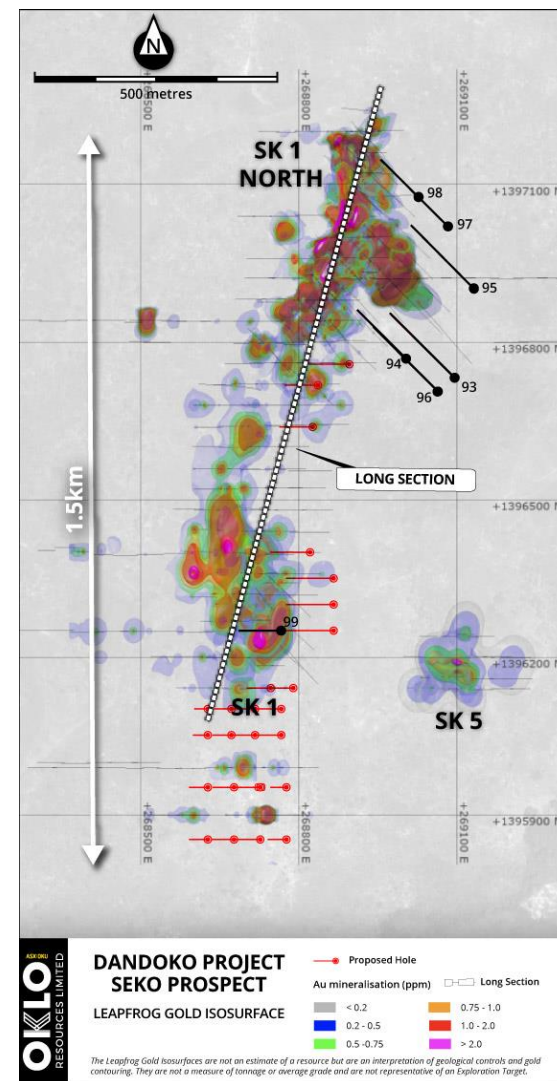 N
500 metres
+268500 E
+268800 E
+269100 E
SK 1
NORTH
98
+1397100 N
97
95
+1396800 N
94
93
96
LONG SECTION
1.5km
+1396500 N
99
+1396200 N
SK 1
SK 5
+1395900 N
+268500 E
+268800 E
+269100 E
ASX OKU
OKLO
RESOURCES LIMITED
DANDOKO PROJECT
SEKO PROSPECT
LEAPFROG GOLD ISOSURFACE
Proposed Hole
Au mineralisation (ppm)
Long Section
< 0.2
0.75 - 1.0
0.2 - 0.5
1.0 - 2.0
0.5 -0.75
> 2.0
The Leapfrog Gold Isosurfaces are not an estimate of a resource but are an interpretation of geological controls and gold
contouring. They are not a measure of tonnage or average grade and are not representative of an Exploration Target.